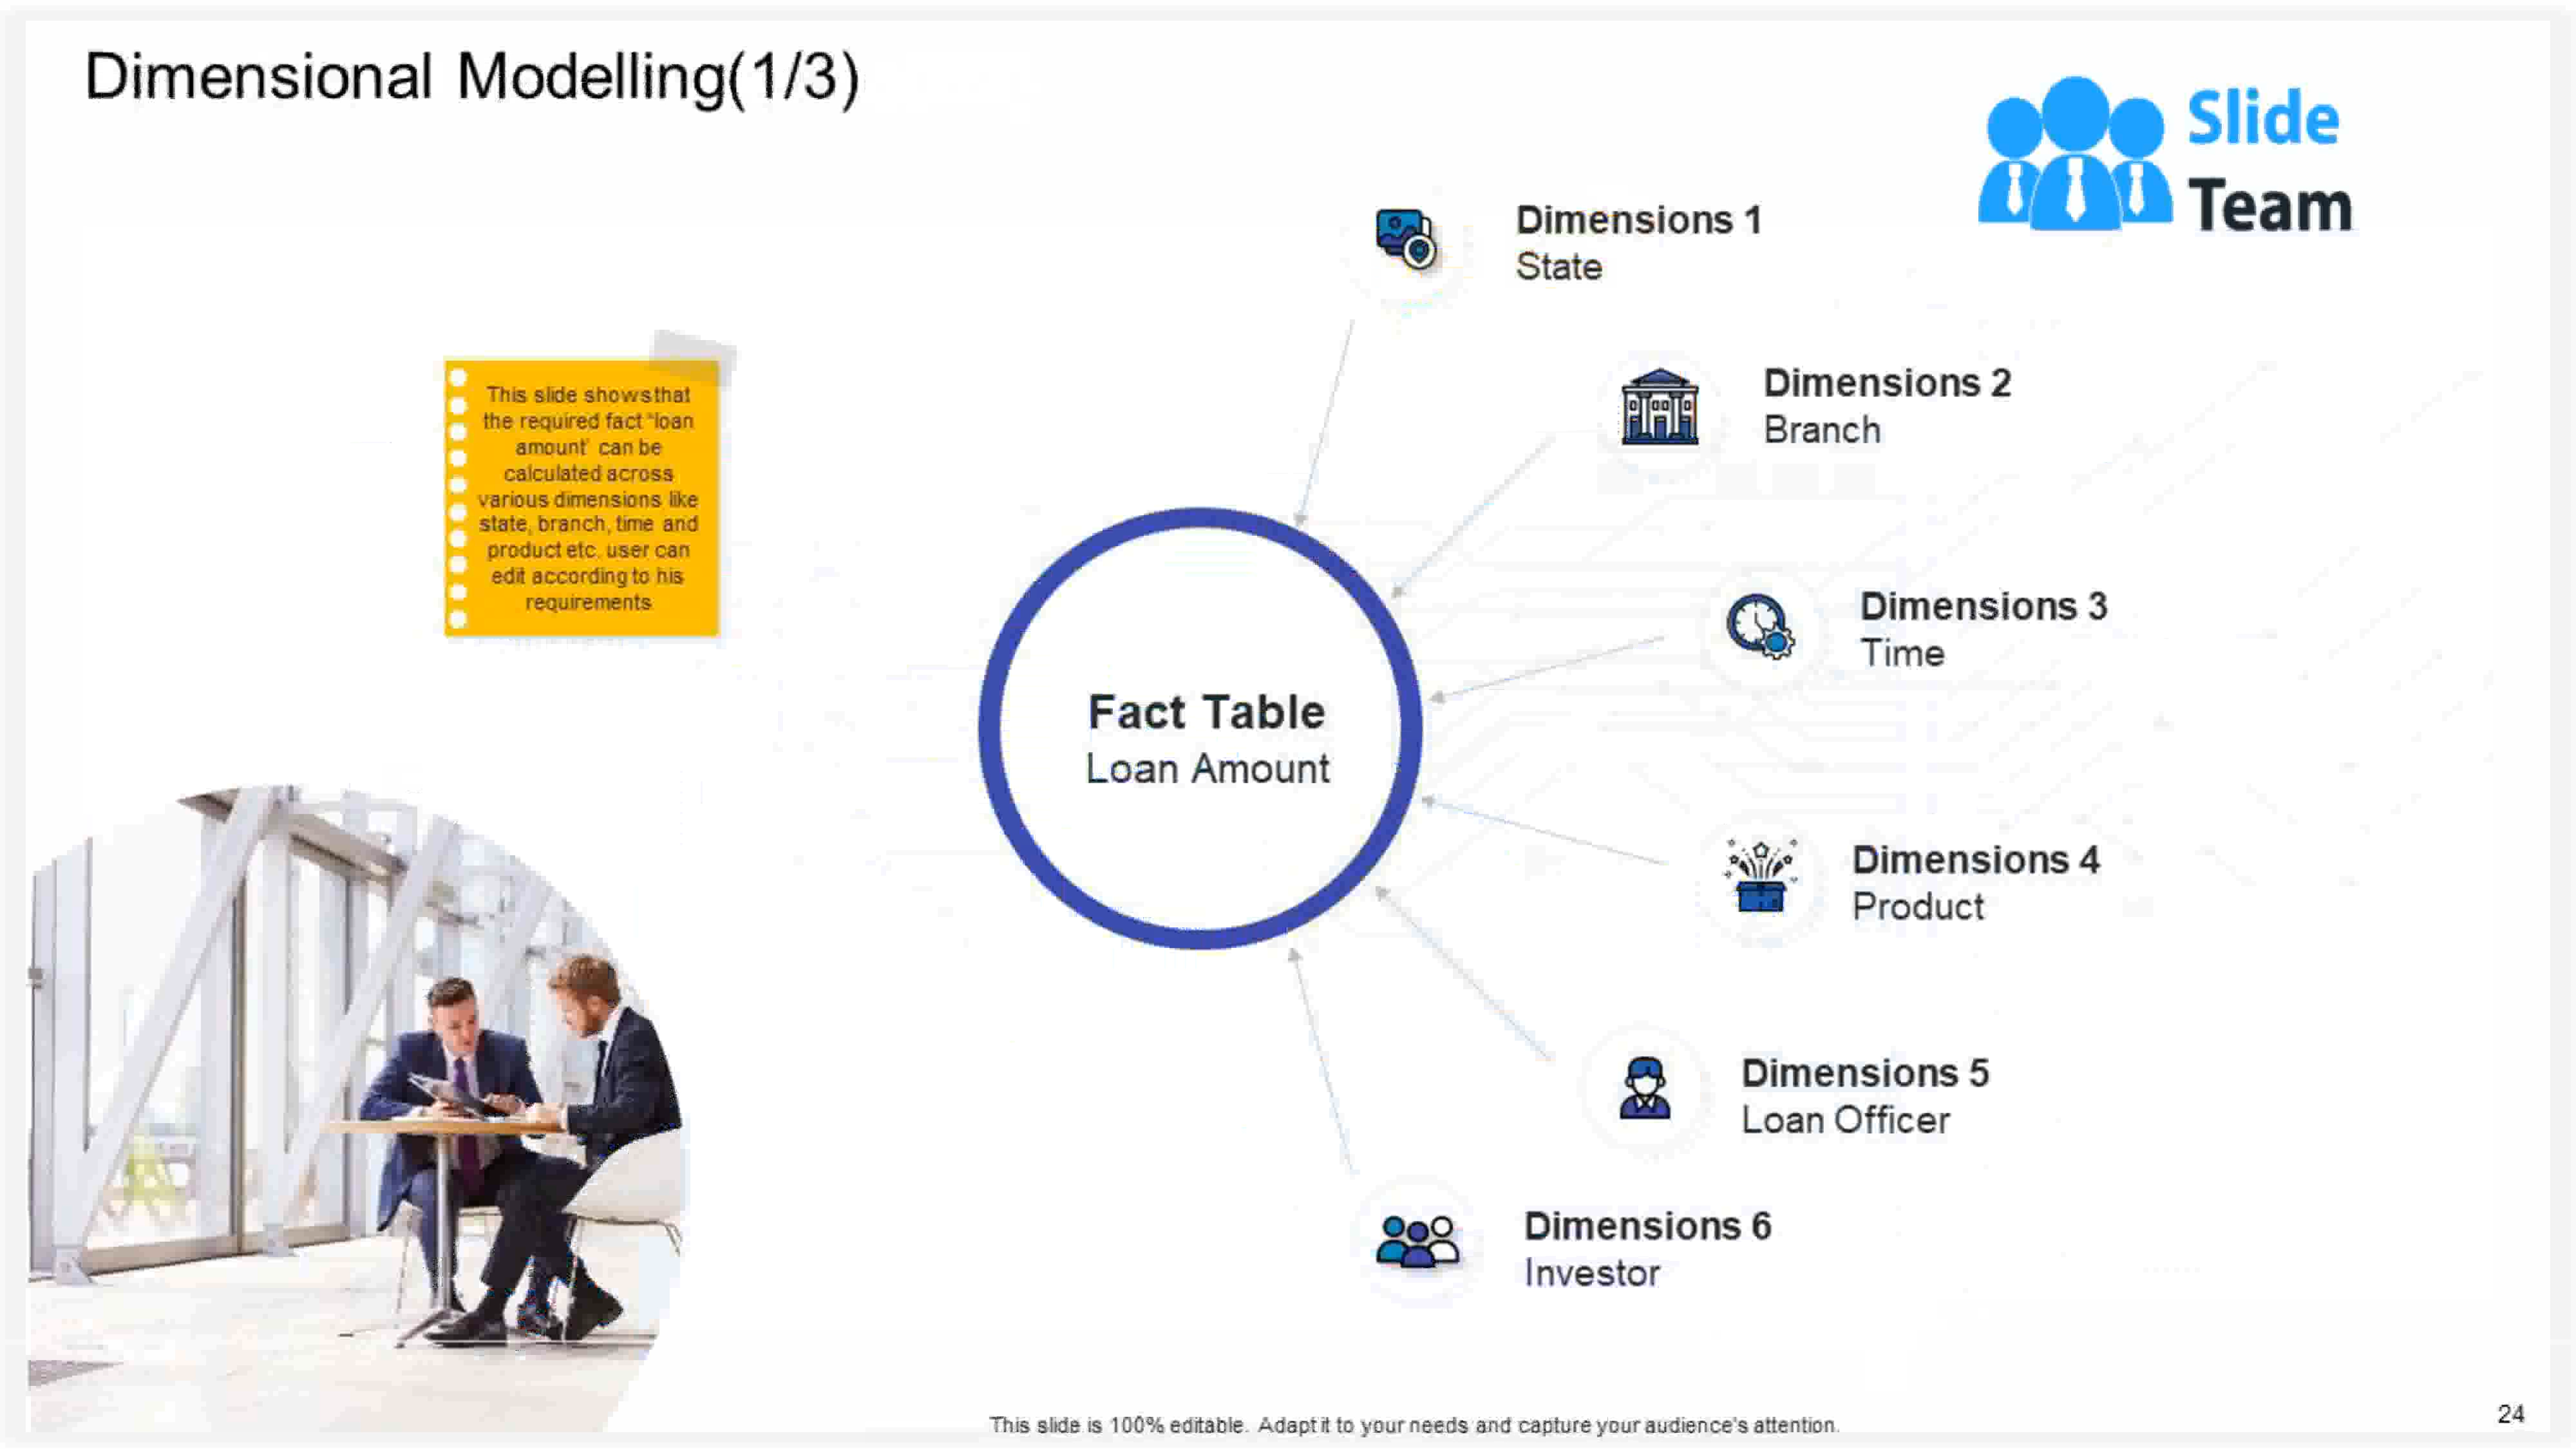 Dimensional Modelling(1/3)
Slide
Team
Dimensions 1
State
Dimensions 2
Branch
This slide shows that
the required fact "loan
amount' can be
calculated across
various dimensions like
state, branch, time and
product etc. user can
edit according to his
requirements
Dimensions 3
Time
Fact Table
Loan Amount
Dimensions 4
Product
Dimensions 5
Loan Officer
Dimensions 6
Investor
This slide is 100% editable. Adapt it to your needs and capture your audience's attention.
24